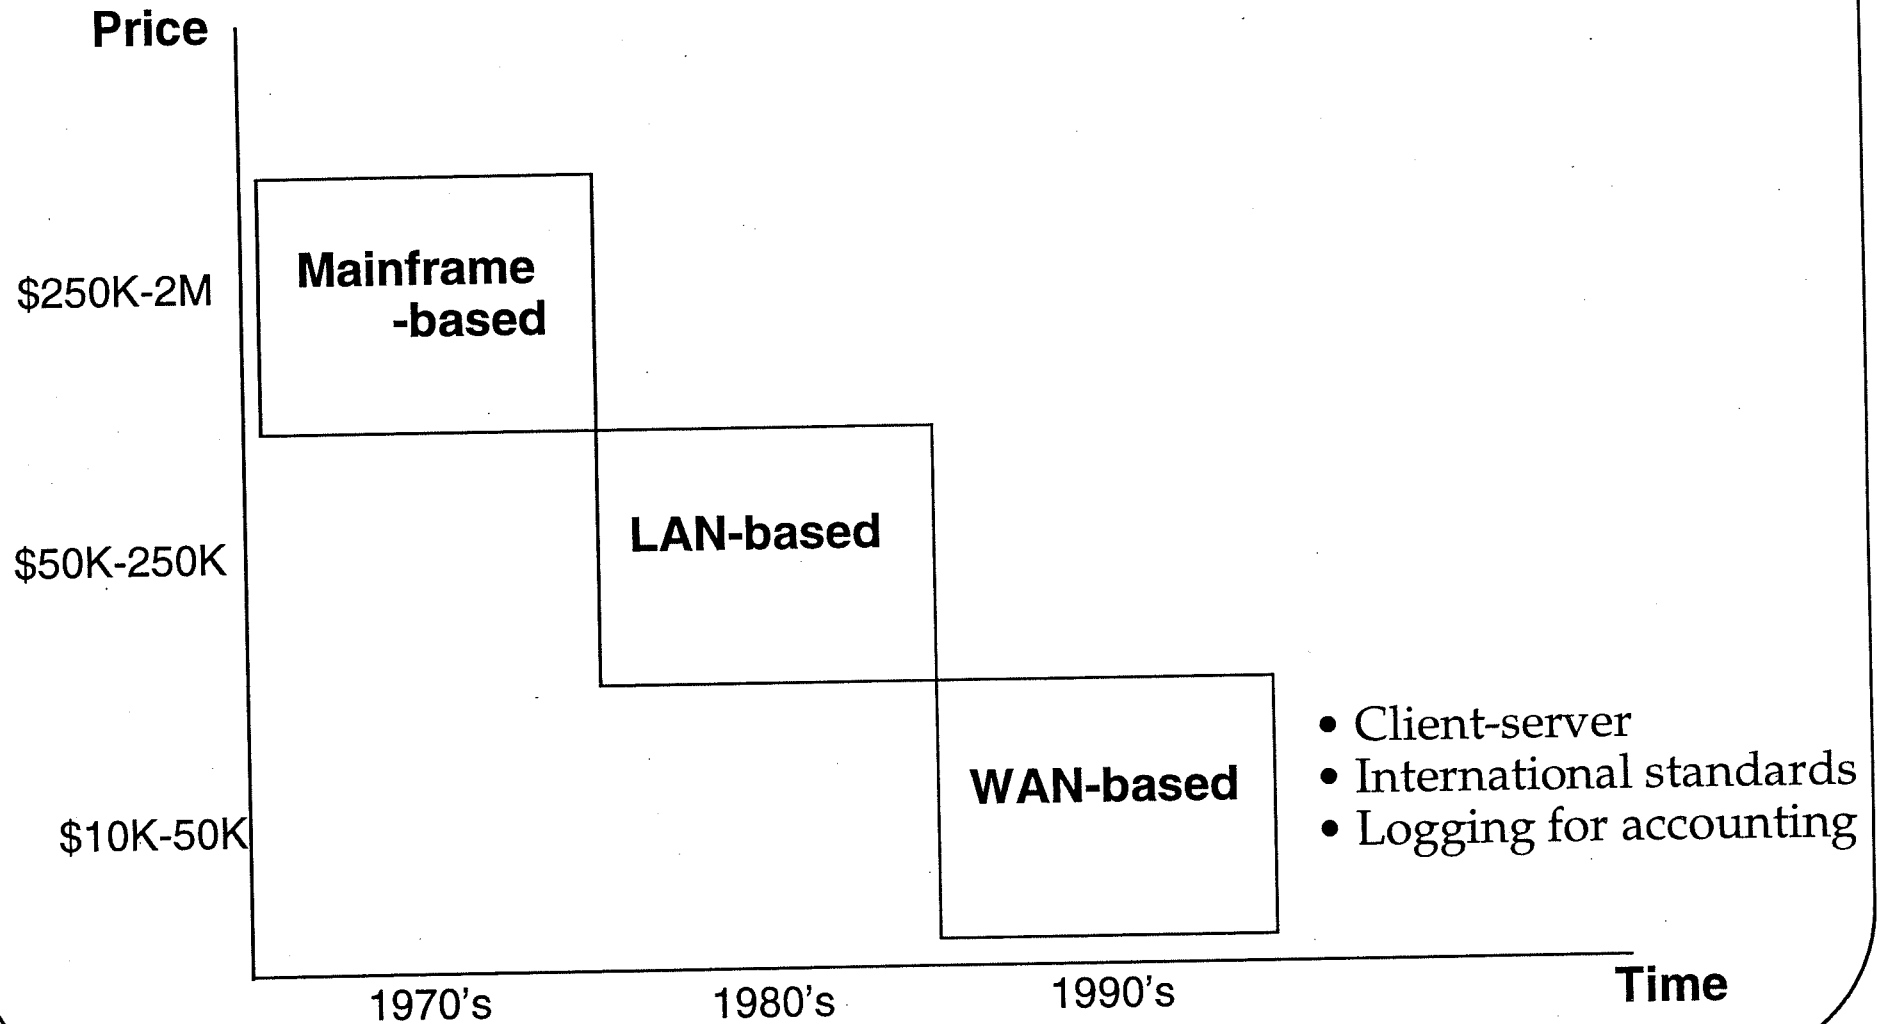 Price
Mainframe
-based
$250K-2M
LAN-based
$50K-250K
• Client-server
WAN-based
• International standards
$10K-50K
• Logging for accounting
Time
1970's
1980's
1990's